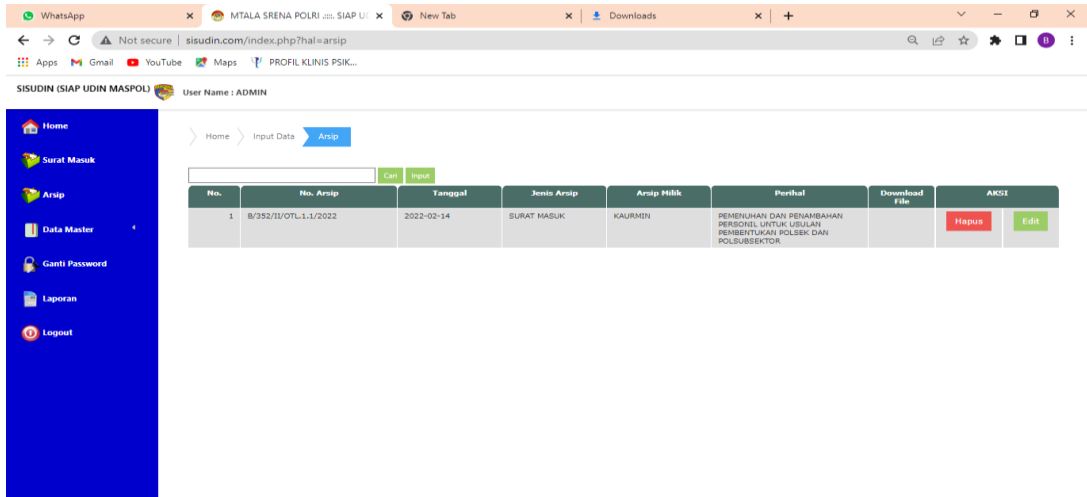 WhatsApp
MTALA SRENA POLRI .::::. SIAP U
New Tab
Downloads
Not secure | sisudin.com/index.php?hal=arsip
Apps Gmail YouTube Maps PROFIL KLINIS PSIK...
B
SISUDIN (SIAP UDIN MASPOL)
User Name : ADMIN
Home
Surat Masuk
Arsip
Data Master
Ganti Password
Laporan
Logout
Home Input Data Arsip
Cari Input
No. No. Arsip Tanggal Jenis Arsip Arsip Milik Perihal Download File AKSI
1 B/352/II/OTL.1.1/2022 2022-02-14 SURAT MASUK KAURMIN
PEMENUHAN DAN PENAMBAHAN
PERSONIL UNTUK USULAN
PEMBENTUKAN POLSEK DAN
POLSUBSEKTOR
Hapus Edit